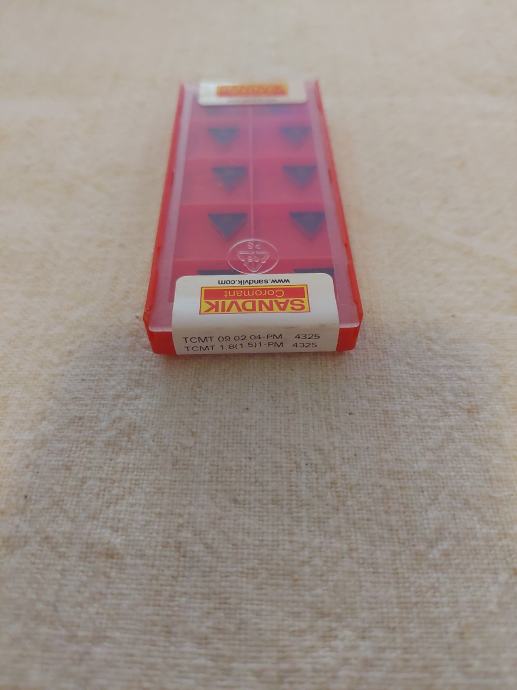 SANDVIK
www.sandvik.com
SANDVIK
Coromant
TCMT 09 02 04-PM 4325
TCMT 1.8(1.5)1-PM 4325